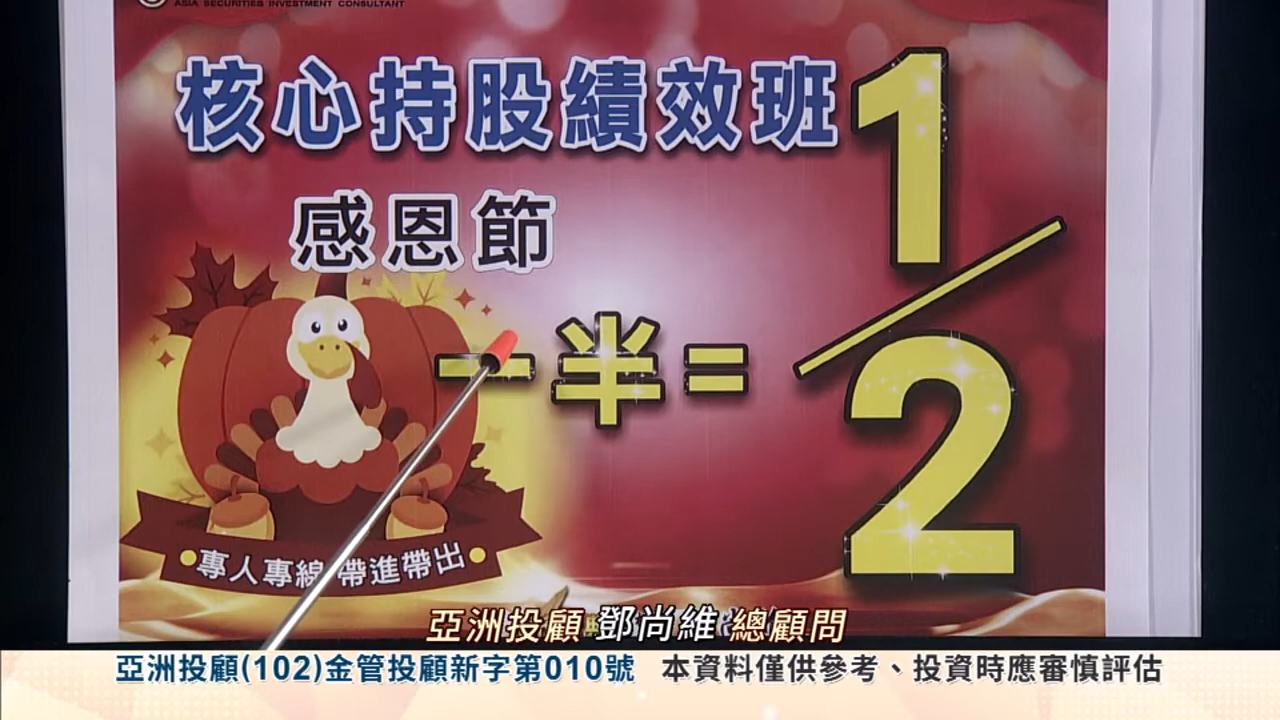 ASIA SECURITIES INVESTMENT CONSULTANT
核心持股績效班
感恩節
一半=1/2
專人專線 帶進帶出
亞洲投顧 鄧尚維 總顧問
亞洲投顧(102)金管投顧新字第010號 本資料僅供參考、投資時應審慎評估